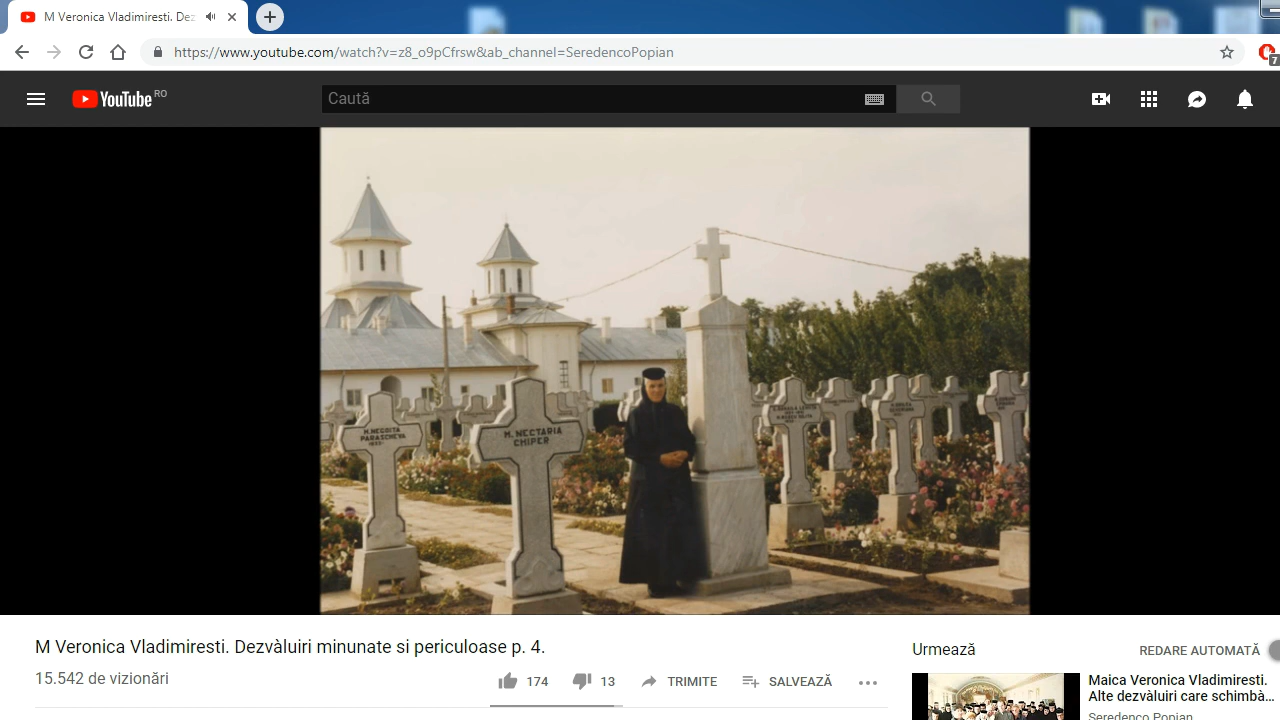 M Veronica Vladimiresti. Dez
https://www.youtube.com/watch?v=z8_o9pCfrsw&ab_channel=SeredencoPopian
7
YouTube RO
Caută
M. NEGOITA
PARASCHEVA
M. NECTARIA
CHIPER
M Veronica Vladimiresti. Dezvàluiri minunate si periculoase p. 4.
15.542 de vizionări
174
13
TRIMITE
SALVEAZĂ
Urmează
REDARE AUTOMATĂ
Maica Veronica Vladimiresti.
Alte dezvàluiri care schimbà...
Seredenco Popian